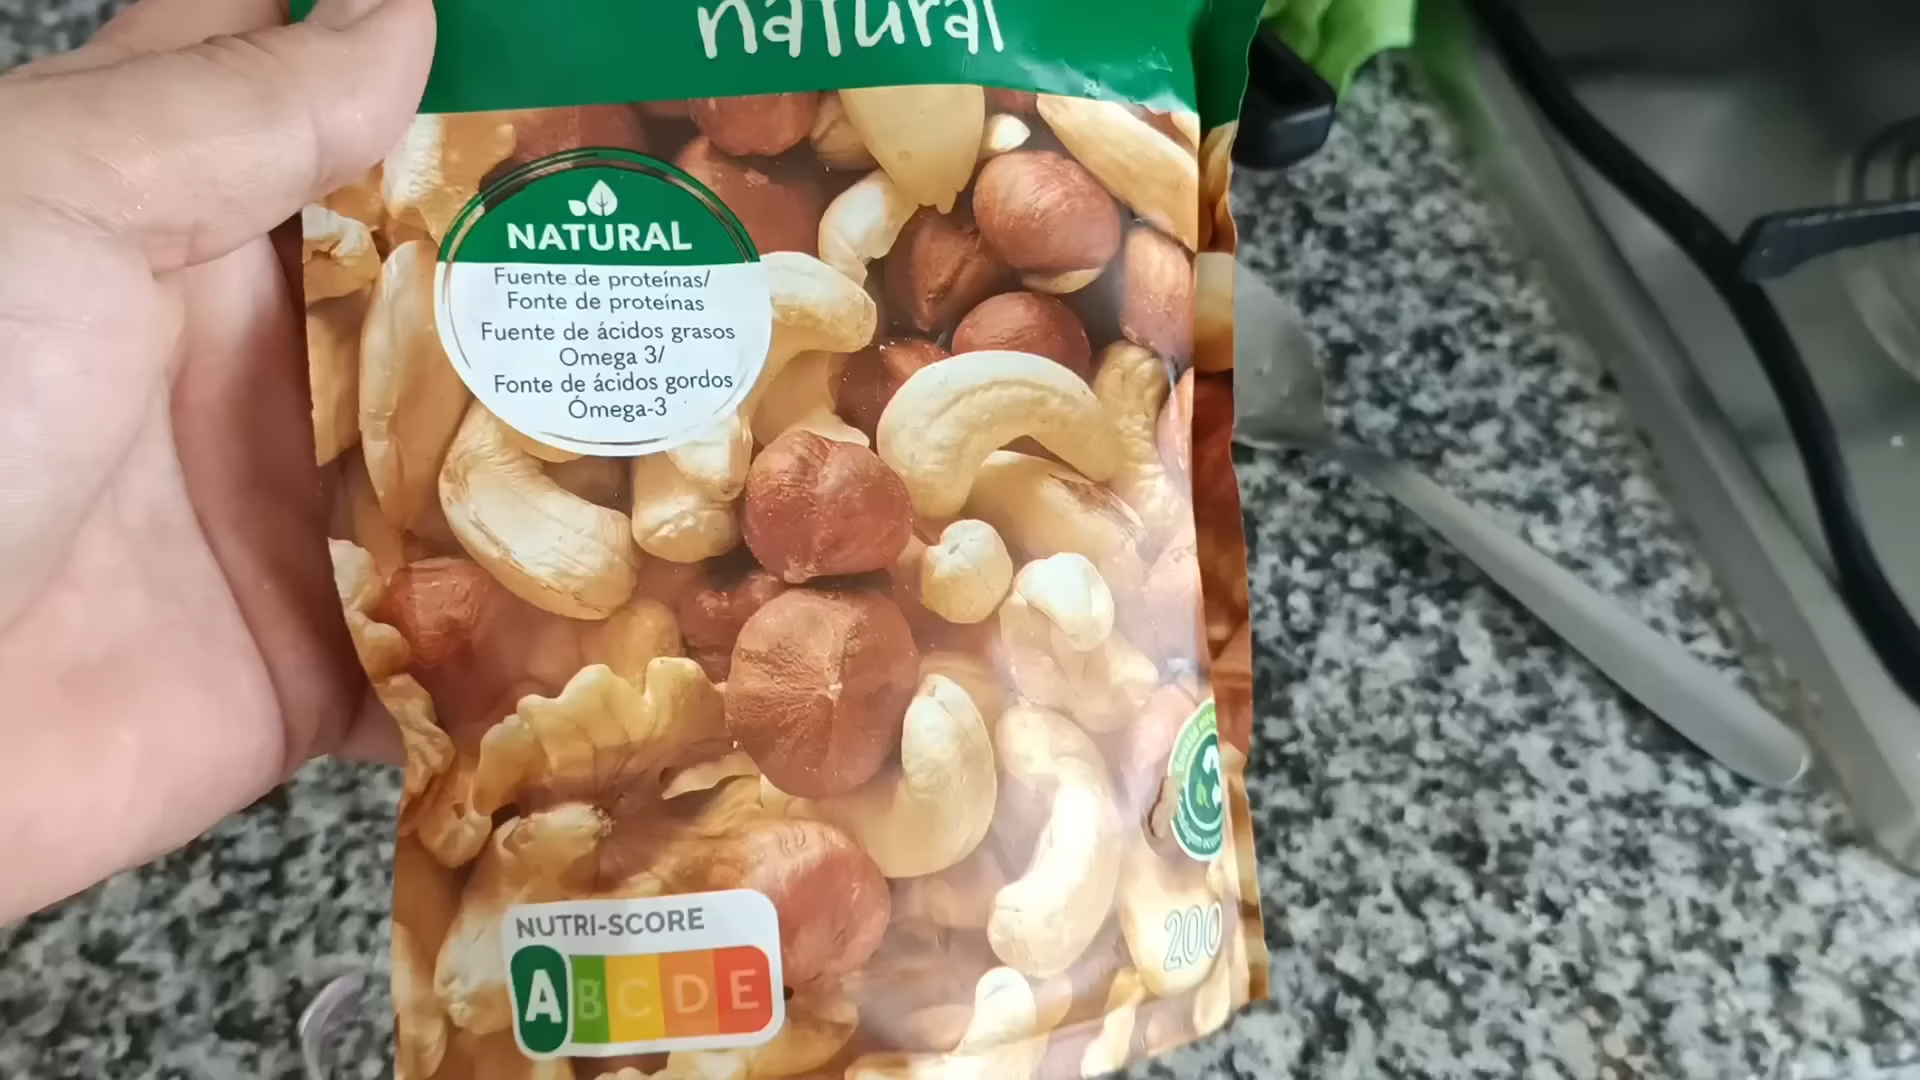 natural
NATURAL
Fuente de proteínas/
Fonte de proteínas
Fuente de ácidos grasos
Omega 3/
Fonte de ácidos gordos
Ómega-3
NUTRI-SCORE
A B C D E
200